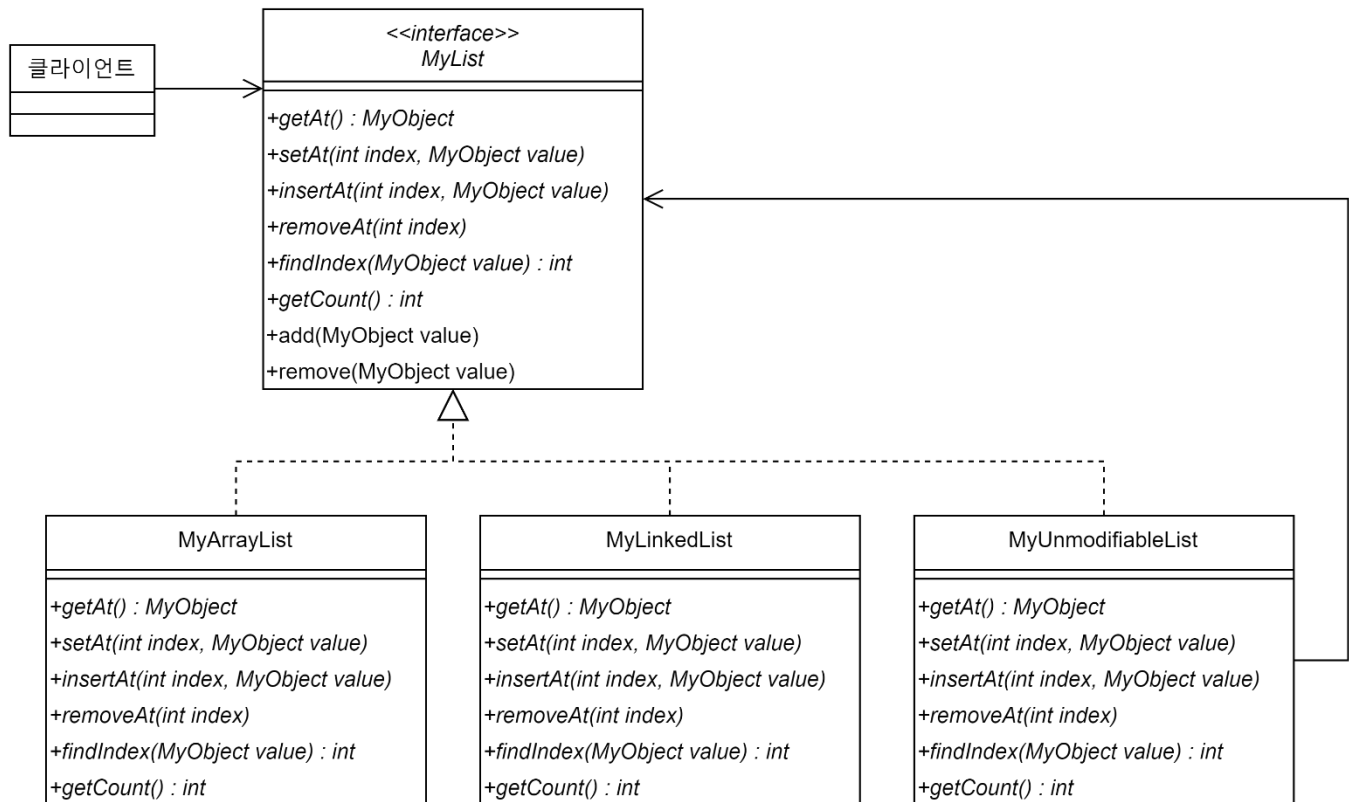 클라이언트
<<interface>>
MyList
+getAt() : MyObject
+setAt(int index, MyObject value)
+insertAt(int index, MyObject value)
+removeAt(int index)
+findIndex(MyObject value) : int
+getCount() : int
+add(MyObject value)
+remove(MyObject value)
MyArrayList
+getAt() : MyObject
+setAt(int index, MyObject value)
+insertAt(int index, MyObject value)
+removeAt(int index)
+findIndex(MyObject value) : int
+getCount() : int
MyLinkedList
+getAt() : MyObject
+setAt(int index, MyObject value)
+insertAt(int index, MyObject value)
+removeAt(int index)
+findIndex(MyObject value) : int
+getCount() : int
MyUnmodifiableList
+getAt() : MyObject
+setAt(int index, MyObject value)
+insertAt(int index, MyObject value)
+removeAt(int index)
+findIndex(MyObject value) : int
+getCount() : int